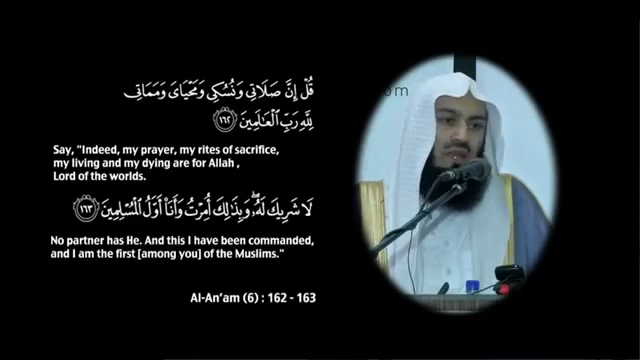 قُلْ إِنَّ صَلَاتِي وَنُسُكِي وَمَحْيَايَ وَمَمَاتِي
لِلَّهِ رَبِّ الْعَالَمِينَ ١٦٢
Say, "Indeed, my prayer, my rites of sacrifice,
my living and my dying are for Allah ,
Lord of the worlds.
لَا شَرِيكَ لَهُ ۖ وَبِذَٰلِكَ أُمِرْتُ وَأَنَا أَوَّلُ الْمُسْلِمِينَ ١٦٣
No partner has He. And this I have been commanded,
and I am the first [among you] of the Muslims."
Al-An'am (6) : 162 - 163